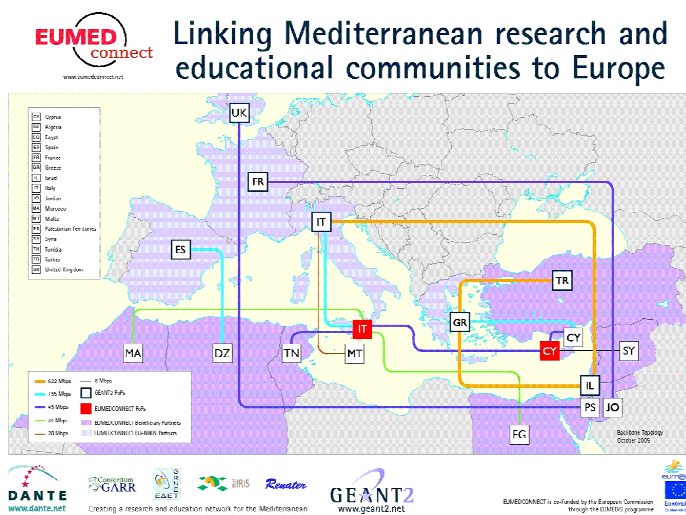 EUMED
connect
www.eumedconnect.net
Linking Mediterranean research and
educational communities to Europe
CY Cyprus
DZ Algeria
EG Egypt
ES Spain
FR France
GR Greece
IL Israel
IT Italy
JO Jordan
MA Morocco
MT Malta
PS Palestinian Territories
SY Syria
TN Tunisia
TR Turkey
UK United Kingdom
UK
FR
IT
ES
TR
GR
IT
CY
MA
DZ
TN
MT
CY
SY
IL
PS
JO
EG
622 Mbps
155 Mbps
45 Mbps
34 Mbps
20 Mbps
8 Mbps
GÉANT2 PoPs
EUMEDCONNECT PoPs
EUMEDCONNECT Beneficiary Partners
EUMEDCONNECT EU-NREN Partners
Backbone Topology
October 2005
DANTE
www.dante.net
Consortium
GARR
GRNET
EΔET
IRIS
Renater
GÉANT2
www.geant2.net
Creating a research and education network for the Mediterranean
EUMEDCONNECT is co-funded by the European Commission
through the EUMEDIS programme